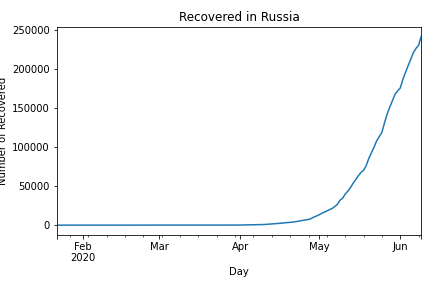 Recovered in Russia
250000
200000
150000
100000
50000
0
Number of Recovered
Feb
2020
Mar
Apr
May
Jun
Day